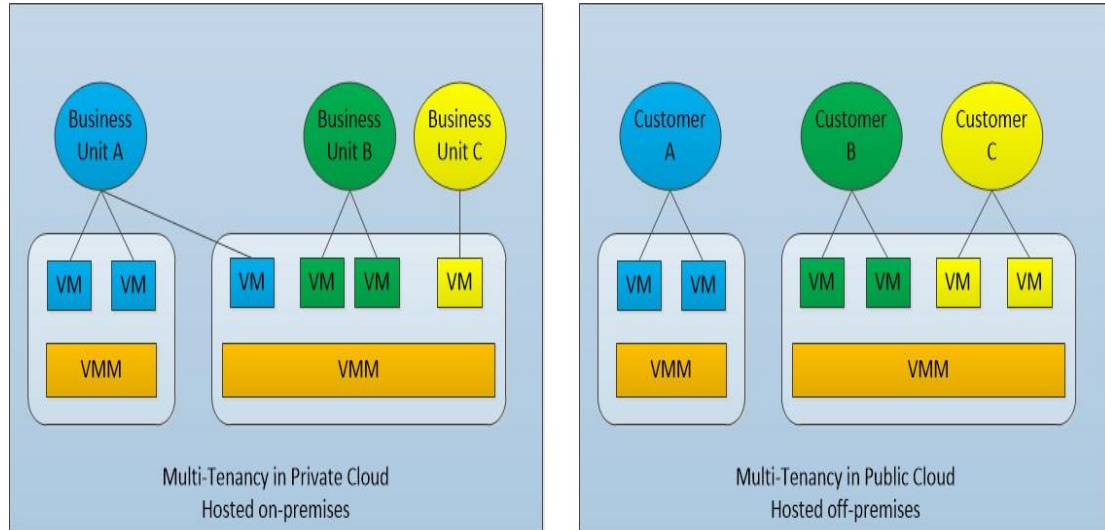 Business
Unit A
Business
Unit B
Business
Unit C
VM
VM
VM
VM
VM
VM
VMM
VMM
Multi-Tenancy in Private Cloud
Hosted on-premises
Customer
A
Customer
B
Customer
C
VM
VM
VM
VM
VM
VM
VMM
VMM
Multi-Tenancy in Public Cloud
Hosted off-premises